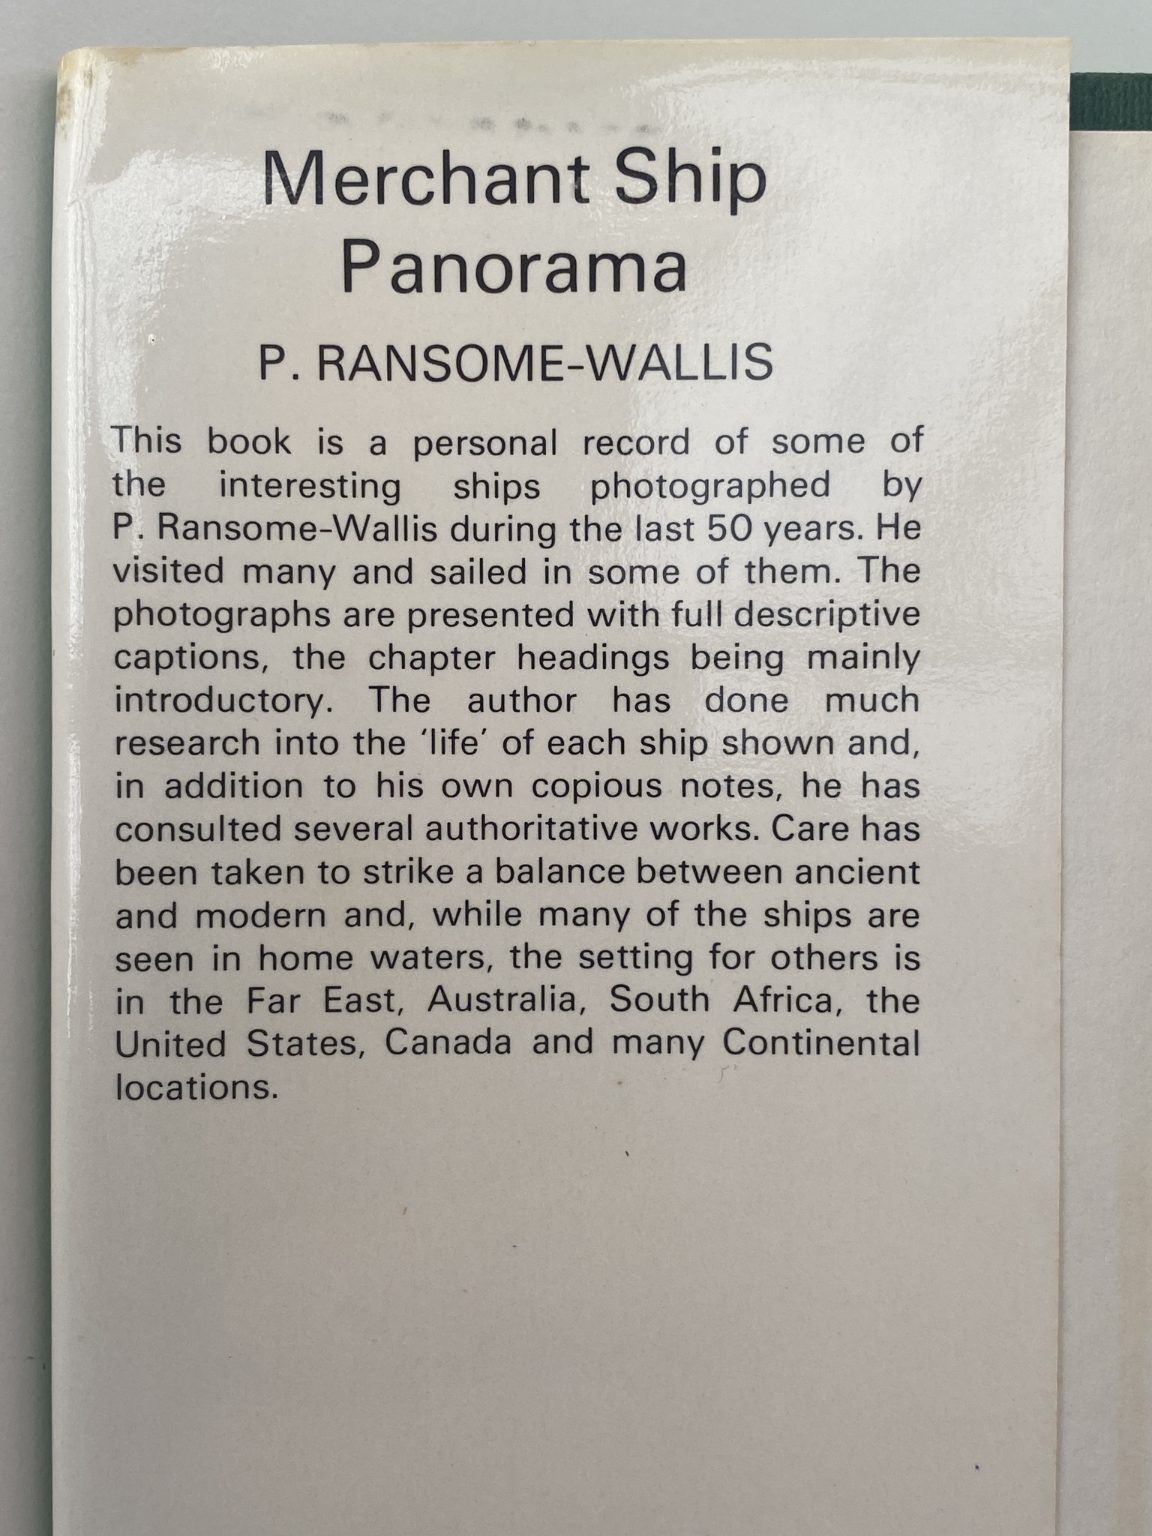 Merchant Ship
Panorama
P. RANSOME-WALLIS
This book is a personal record of some of
the interesting ships photographed by
P. Ransome-Wallis during the last 50 years. He
visited many and sailed in some of them. The
photographs are presented with full descriptive
captions, the chapter headings being mainly
introductory. The author has done much
research into the ‘life’ of each ship shown and,
in addition to his own copious notes, he has
consulted several authoritative works. Care has
been taken to strike a balance between ancient
and modern and, while many of the ships are
seen in home waters, the setting for others is
in the Far East, Australia, South Africa, the
United States, Canada and many Continental
locations.